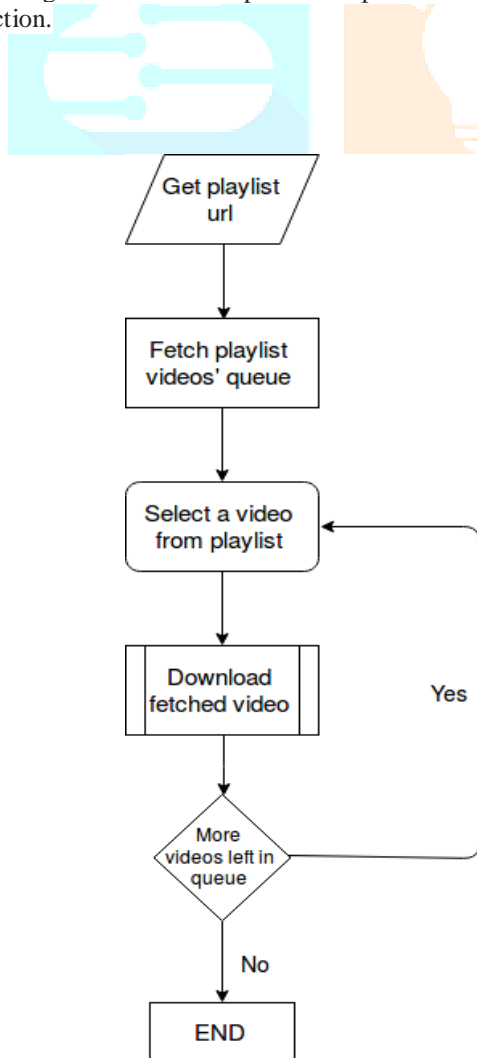 ction.
Get playlist
url
Fetch playlist
videos' queue
Select a video
from playlist
Download
fetched video
Yes
More
videos left in
queue
No
END